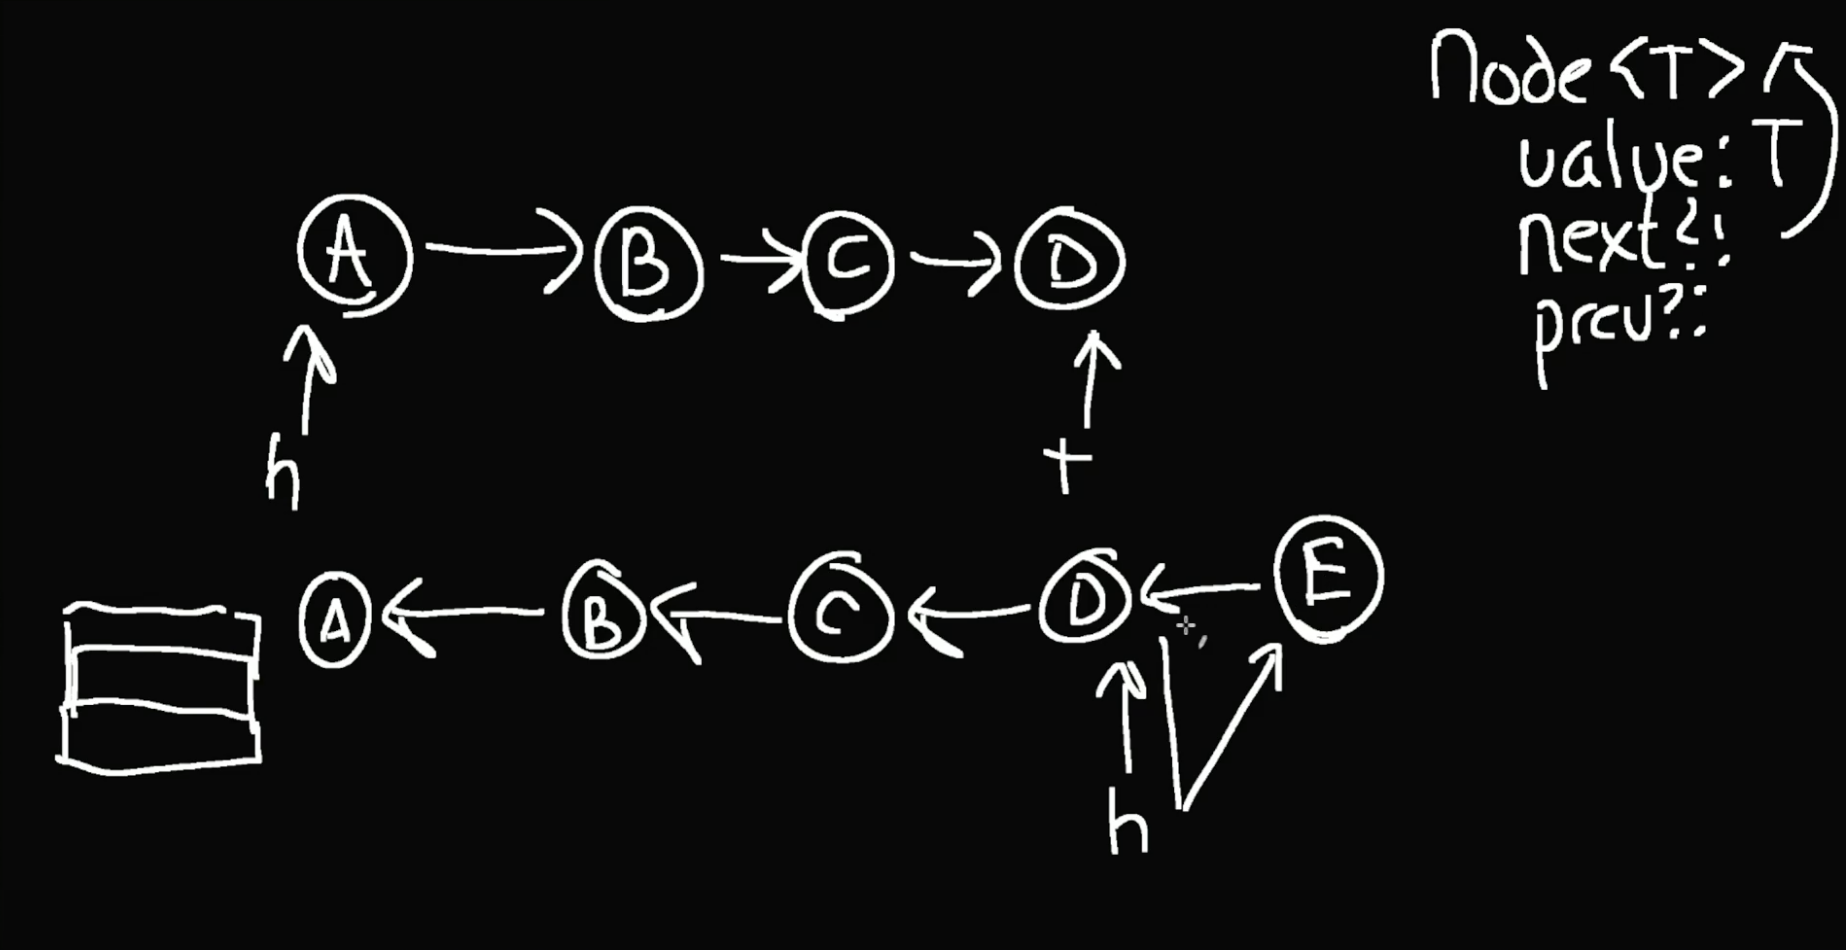 Node<T>
value: T
next?:
prev?:
A B C D
h t
A B C D E
h